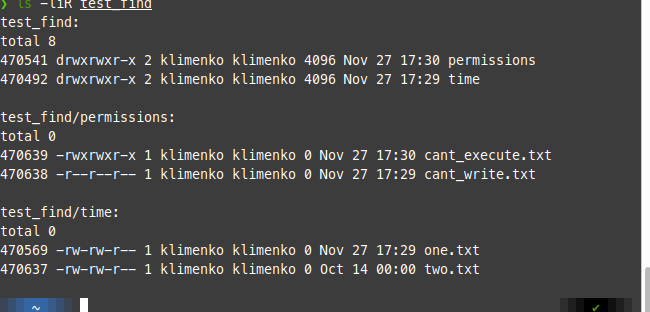 ❯ ls -liR test_find
test_find:
total 8
470541 drwxrwxr-x 2 klimenko klimenko 4096 Nov 27 17:30 permissions
470492 drwxrwxr-x 2 klimenko klimenko 4096 Nov 27 17:29 time
test_find/permissions:
total 0
470639 -rwxrwxr-x 1 klimenko klimenko 0 Nov 27 17:30 cant_execute.txt
470638 -r--r--r-- 1 klimenko klimenko 0 Nov 27 17:29 cant_write.txt
test_find/time:
total 0
470569 -rw-rw-r-- 1 klimenko klimenko 0 Nov 27 17:29 one.txt
470637 -rw-rw-r-- 1 klimenko klimenko 0 Oct 14 00:00 two.txt
~ ✔